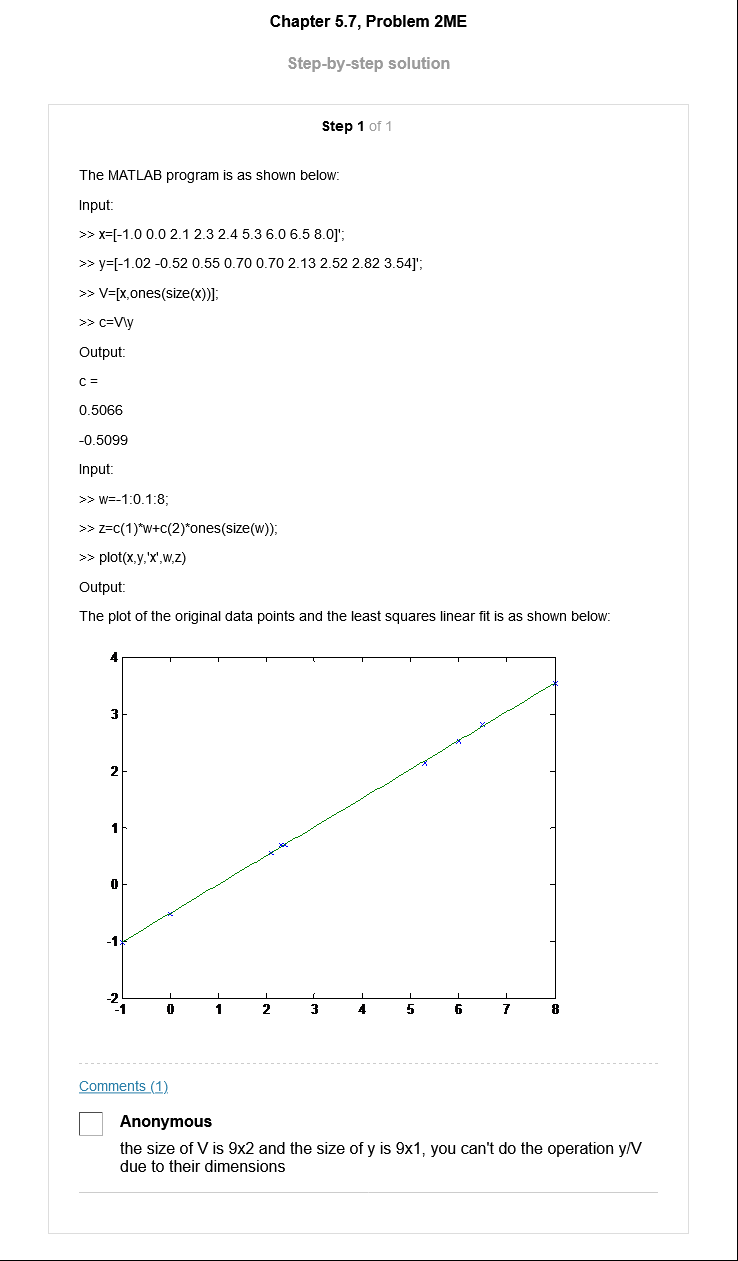 Chapter 5.7, Problem 2ME
Step-by-step solution
Step 1 of 1
The MATLAB program is as shown below:
Input:
>> x=[-1.0 0.0 2.1 2.3 2.4 5.3 6.0 6.5 8.0]';
>> y=[-1.02 -0.52 0.55 0.70 0.70 2.13 2.52 2.82 3.54]';
>> V=[x,ones(size(x))];
>> c=V\y
Output:
c =
0.5066
-0.5099
Input:
>> w=-1:0.1:8;
>> z=c(1)*w+c(2)*ones(size(w));
>> plot(x,y,'x',w,z)
Output:
The plot of the original data points and the least squares linear fit is as shown below:
4
3
2
1
0
-1
-2
-1 0 1 2 3 4 5 6 7 8
Comments (1)
Anonymous
the size of V is 9x2 and the size of y is 9x1, you can't do the operation y/V
due to their dimensions